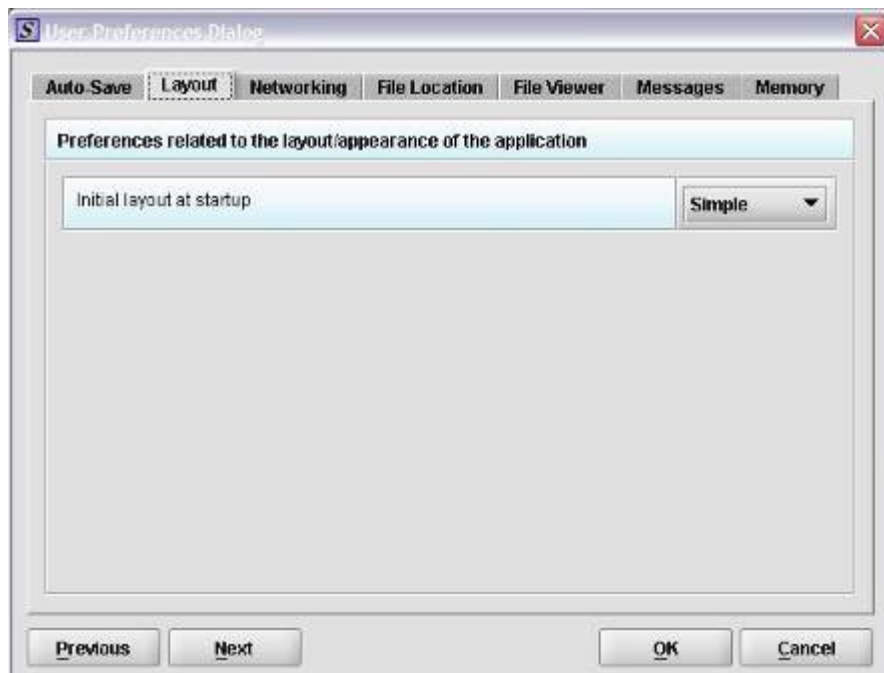 S User Preferences Dialog
Auto-Save Layout Networking File Location File Viewer Messages Memory
Preferences related to the layout/appearance of the application
Initial layout at startup Simple
Previous Next OK Cancel